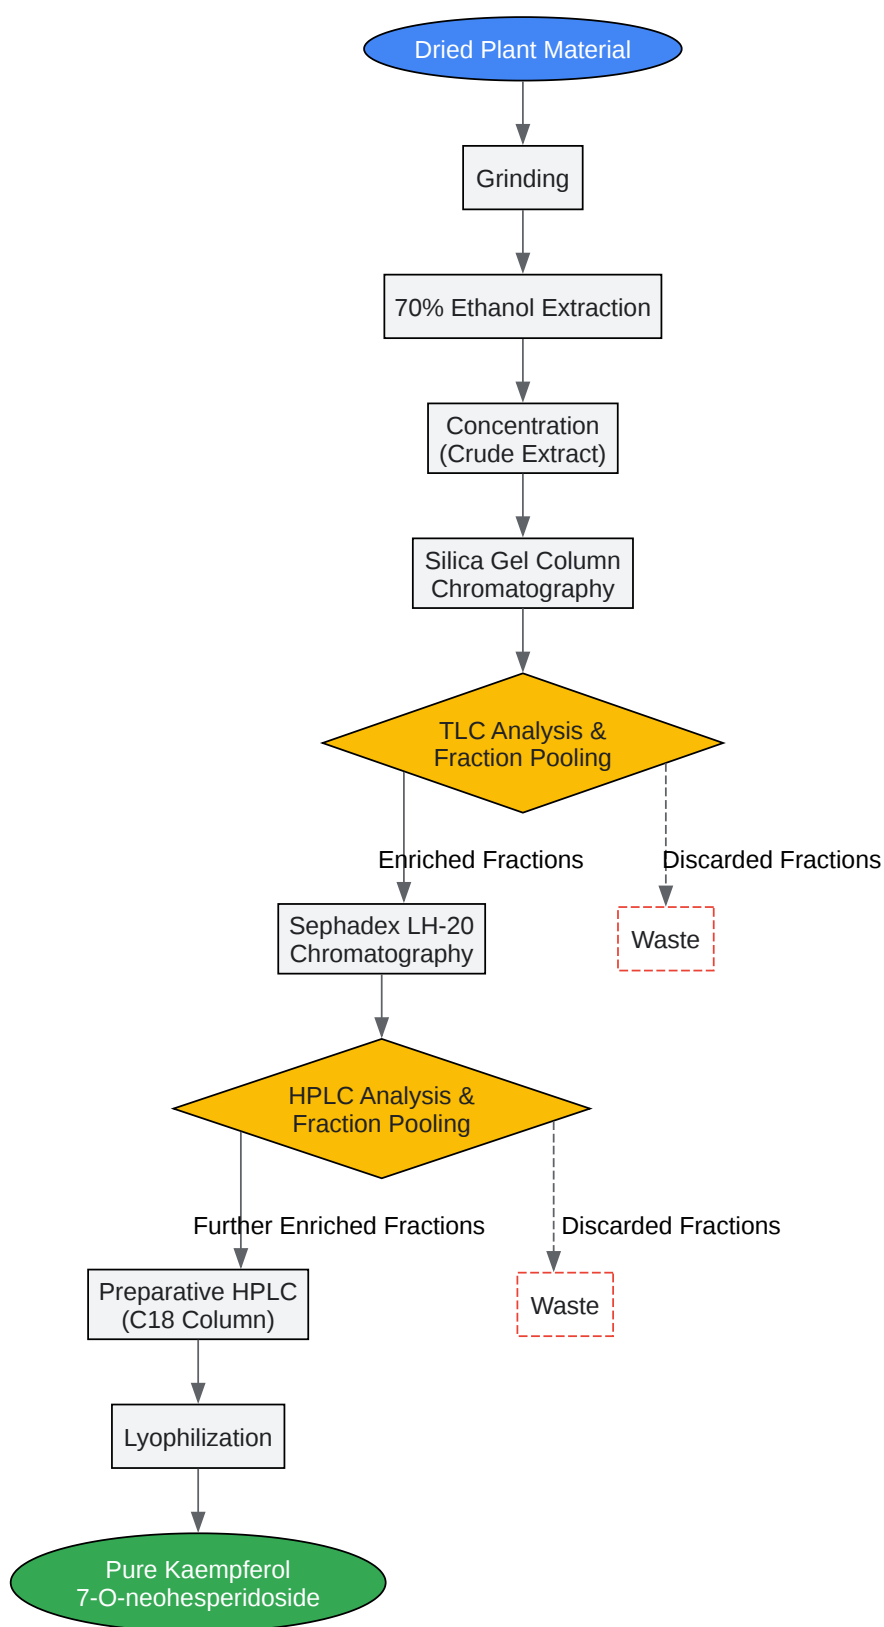 Dried Plant Material
Grinding
70% Ethanol Extraction
Concentration
(Crude Extract)
Silica Gel Column
Chromatography
TLC Analysis &
Fraction Pooling
Enriched Fractions
Discarded Fractions
Sephadex LH-20
Chromatography
Waste
HPLC Analysis &
Fraction Pooling
Further Enriched Fractions
Discarded Fractions
Preparative HPLC
(C18 Column)
Waste
Lyophilization
Pure Kaempferol
7-O-neohesperidoside